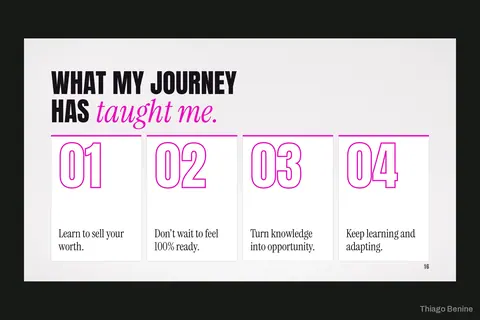 WHAT MY JOURNEY
HAS taught me.
01
Learn to sell your
worth.
02
Don't wait to feel
100% ready.
03
Turn knowledge
into opportunity.
04
Keep learning and
adapting.
16
Thiago Benine